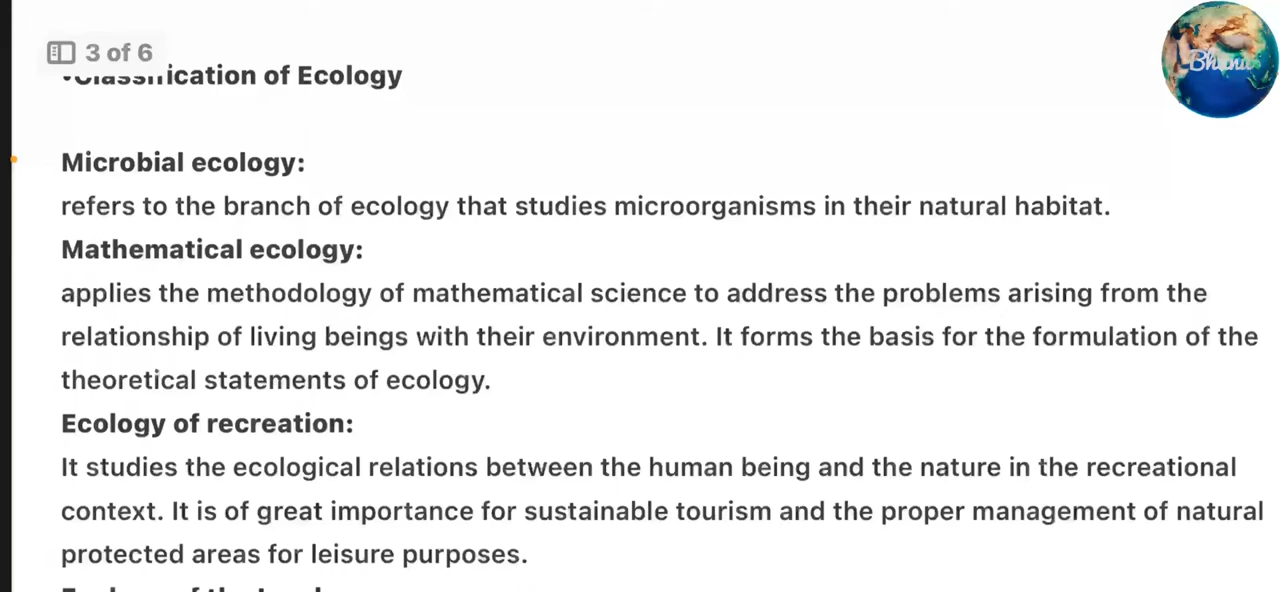 3 of 6
•Classification of Ecology
Bhanu
Microbial ecology:
refers to the branch of ecology that studies microorganisms in their natural habitat.
Mathematical ecology:
applies the methodology of mathematical science to address the problems arising from the
relationship of living beings with their environment. It forms the basis for the formulation of the
theoretical statements of ecology.
Ecology of recreation:
It studies the ecological relations between the human being and the nature in the recreational
context. It is of great importance for sustainable tourism and the proper management of natural
protected areas for leisure purposes.